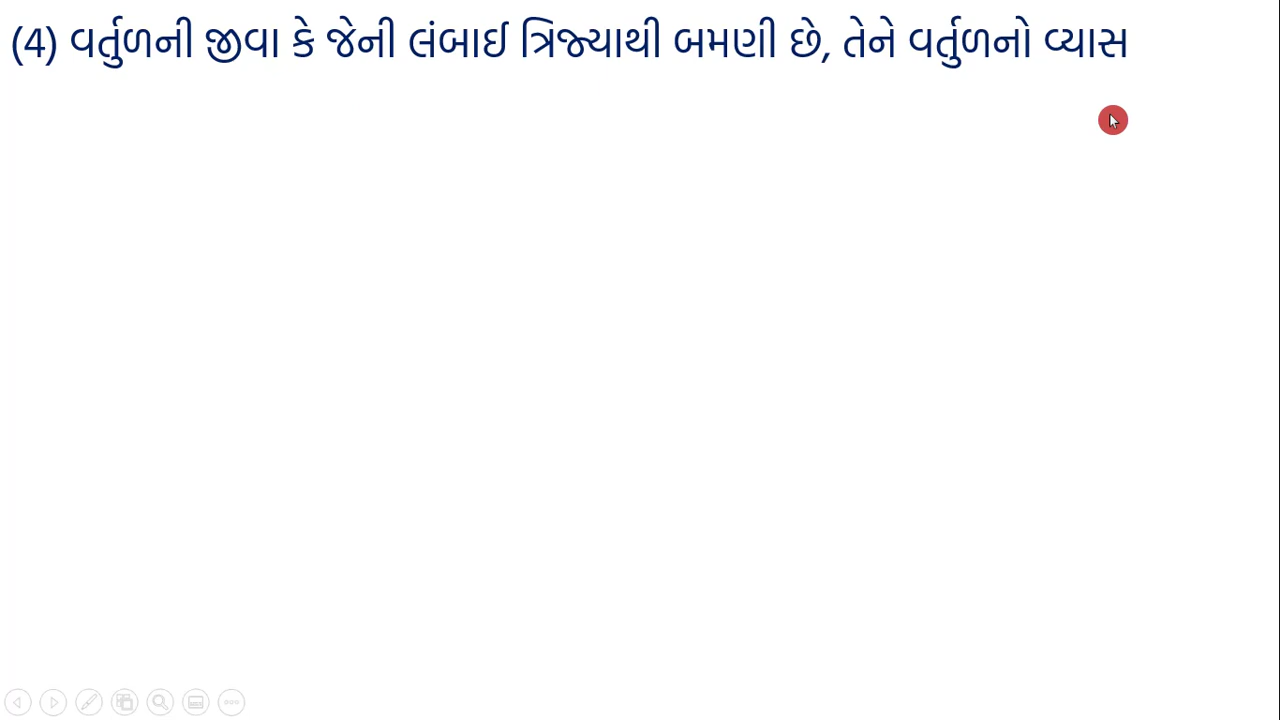 (4) વર્તુળની જીવા કે જેની લંબાઈ ત્રિજ્યાથી બમણી છે, તેને વર્તુળનો વ્યાસ